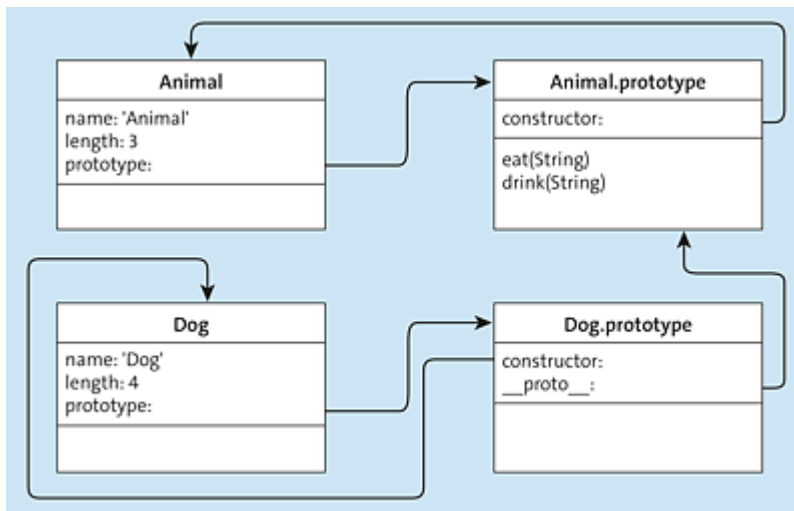 Animal
name: 'Animal'
length: 3
prototype:
Animal.prototype
constructor:
eat(String)
drink(String)
Dog
name: 'Dog'
length: 4
prototype:
Dog.prototype
constructor:
__proto__: